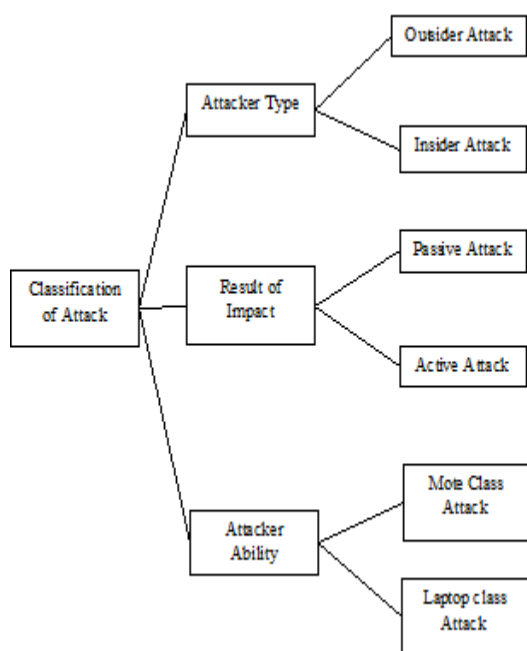 Outsider Attack
Attacker Type
Insider Attack
Passive Attack
Classification
of Attack
Result of
Impact
Active Attack
Mote Class
Attack
Attacker
Ability
Laptop class
Attack